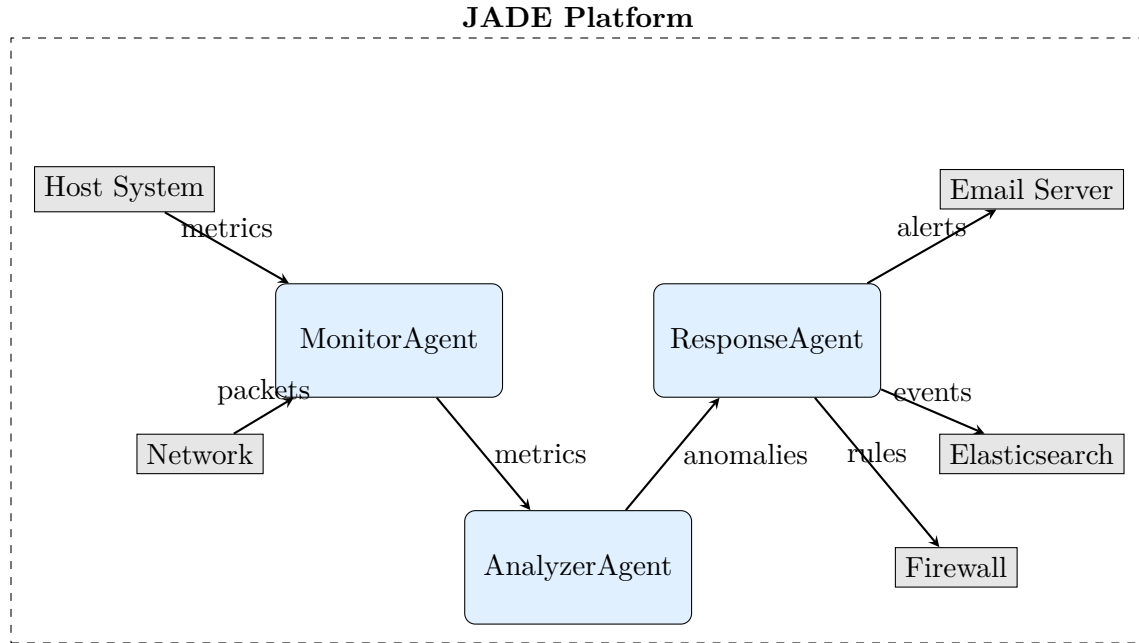 JADE Platform
Host System
Email Server
metrics
alerts
MonitorAgent
ResponseAgent
packets
events
Network
metrics
anomalies
rules
Elasticsearch
AnalyzerAgent
Firewall